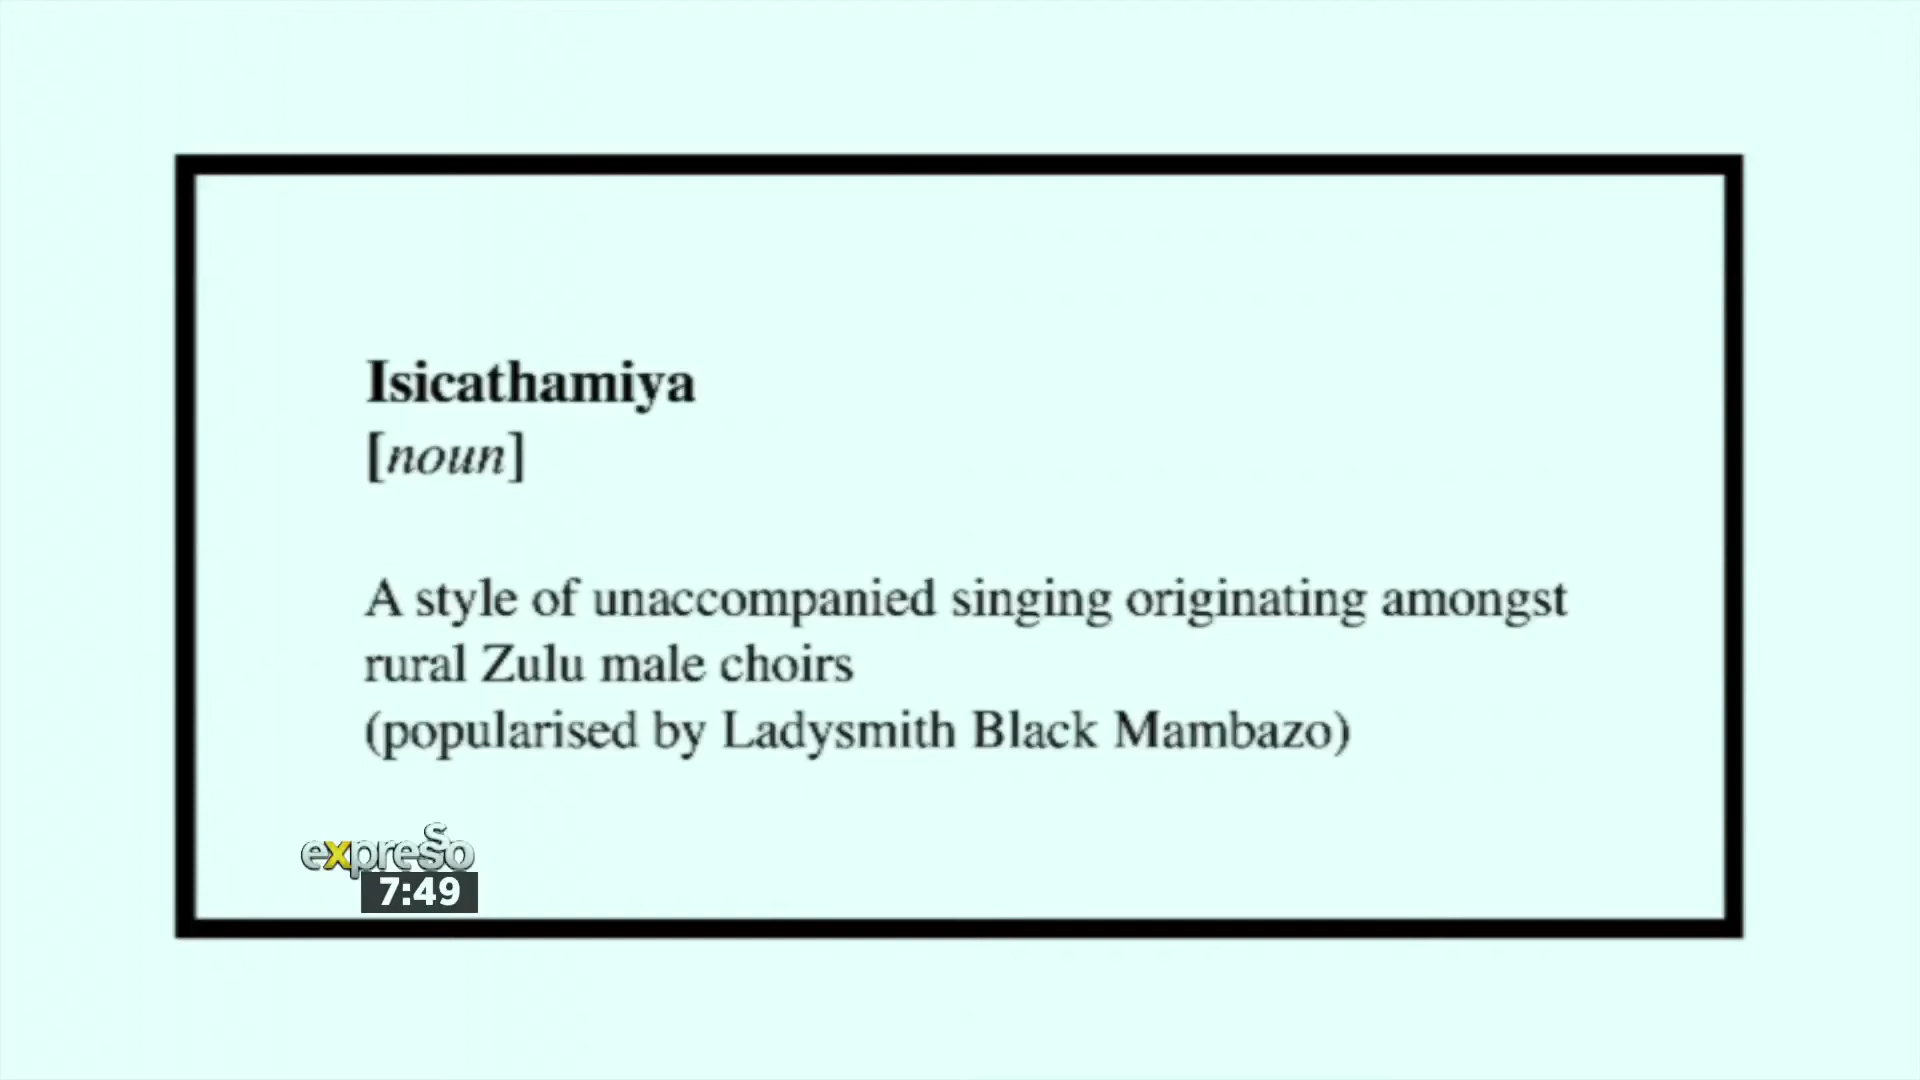 Isicathamiya
[noun]
A style of unaccompanied singing originating amongst
rural Zulu male choirs
(popularised by Ladysmith Black Mambazo)
expresso
7:49